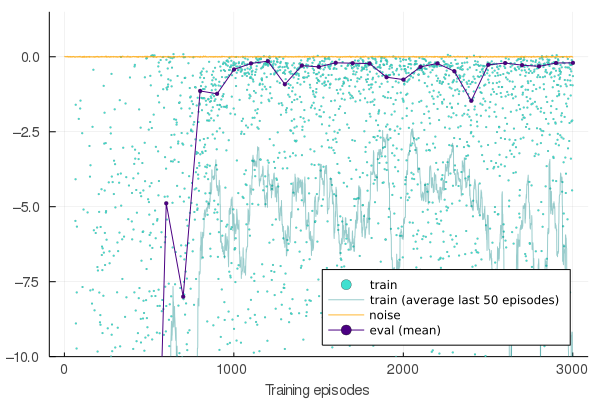 0.0
−2.5
−5.0
−7.5
−10.0
train
train (average last 50 episodes)
noise
eval (mean)
0 1000 2000 3000
Training episodes